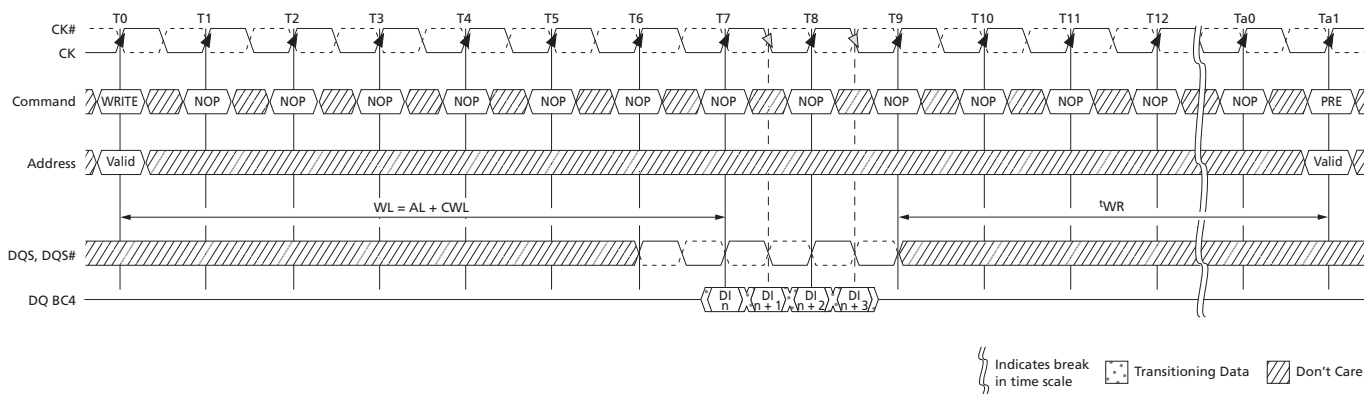 T0 T1 T2 T3 T4 T5 T6 T7 T8 T9 T10 T11 T12 Ta0 Ta1
CK#
CK
Command WRITE NOP NOP NOP NOP NOP NOP NOP NOP NOP NOP NOP NOP NOP PRE
Address Valid Valid
WL = AL + CWL tWR
DQS, DQS#
DQ BC4 DI n DI n + 1 DI n + 2 DI n + 3
Indicates break in time scale Transitioning Data Don't Care